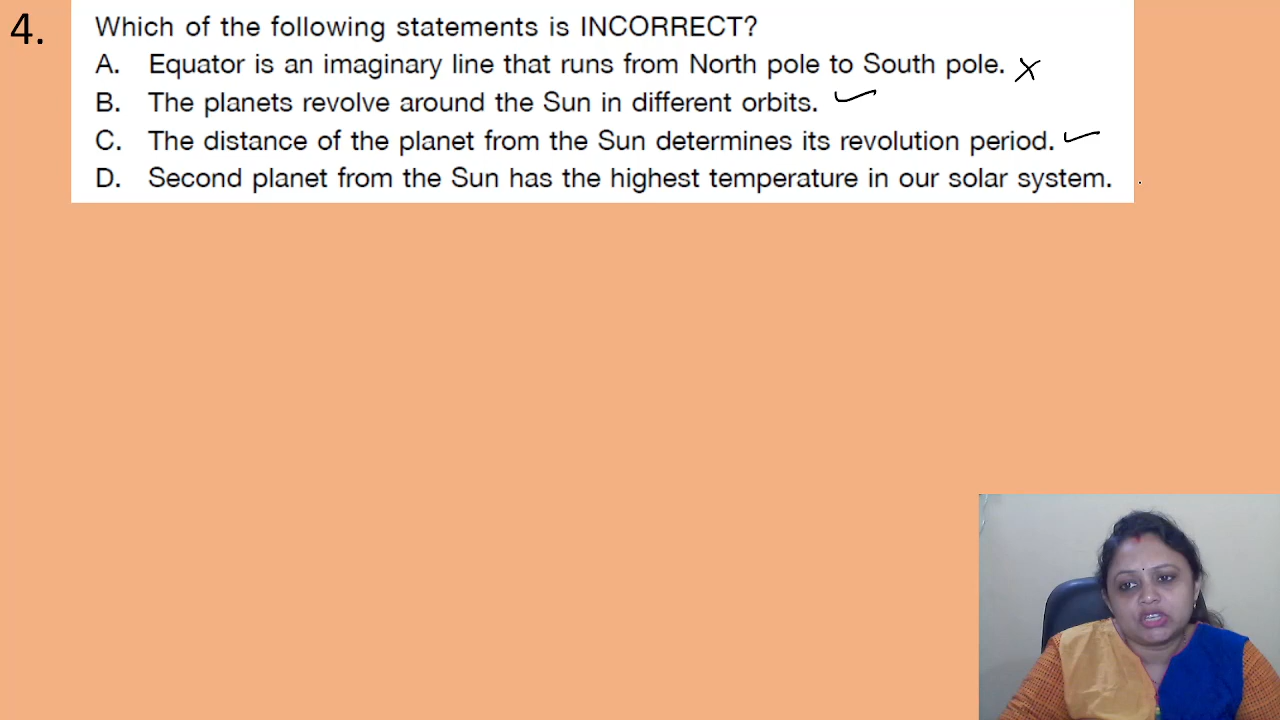 4.
Which of the following statements is INCORRECT?
A. Equator is an imaginary line that runs from North pole to South pole. ✗
B. The planets revolve around the Sun in different orbits. ✓
C. The distance of the planet from the Sun determines its revolution period. ✓
D. Second planet from the Sun has the highest temperature in our solar system.